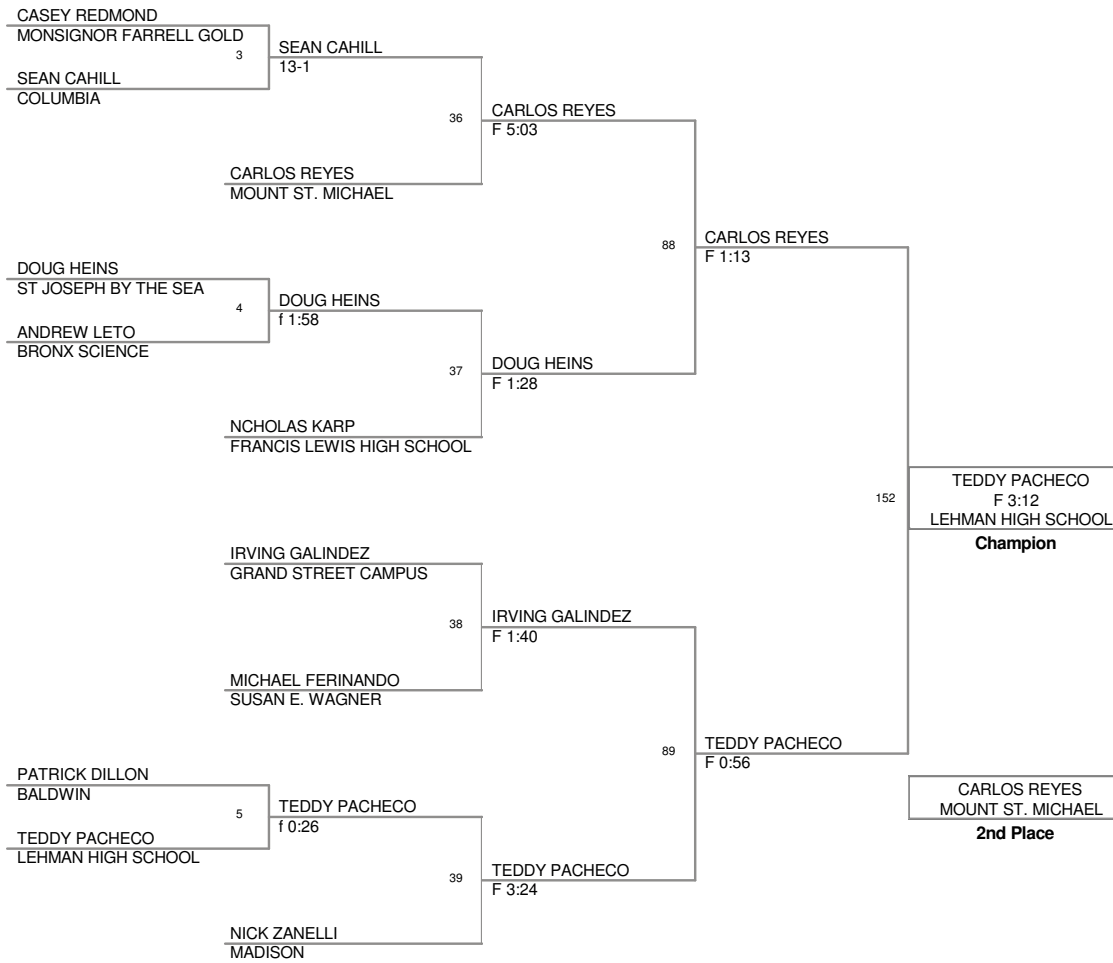 CASEY REDMOND
MONSIGNOR FARRELL GOLD
3
SEAN CAHILL
13-1
SEAN CAHILL
COLUMBIA
36
CARLOS REYES
F 5:03
CARLOS REYES
MOUNT ST. MICHAEL
88
CARLOS REYES
F 1:13
DOUG HEINS
ST JOSEPH BY THE SEA
4
DOUG HEINS
f 1:58
ANDREW LETO
BRONX SCIENCE
37
DOUG HEINS
F 1:28
NCHOLAS KARP
FRANCIS LEWIS HIGH SCHOOL
152
TEDDY PACHECO
F 3:12
LEHMAN HIGH SCHOOL
Champion
IRVING GALINDEZ
GRAND STREET CAMPUS
38
IRVING GALINDEZ
F 1:40
MICHAEL FERINANDO
SUSAN E. WAGNER
89
TEDDY PACHECO
F 0:56
PATRICK DILLON
BALDWIN
5
TEDDY PACHECO
f 0:26
TEDDY PACHECO
LEHMAN HIGH SCHOOL
39
TEDDY PACHECO
F 3:24
NICK ZANELLI
MADISON
CARLOS REYES
MOUNT ST. MICHAEL
2nd Place